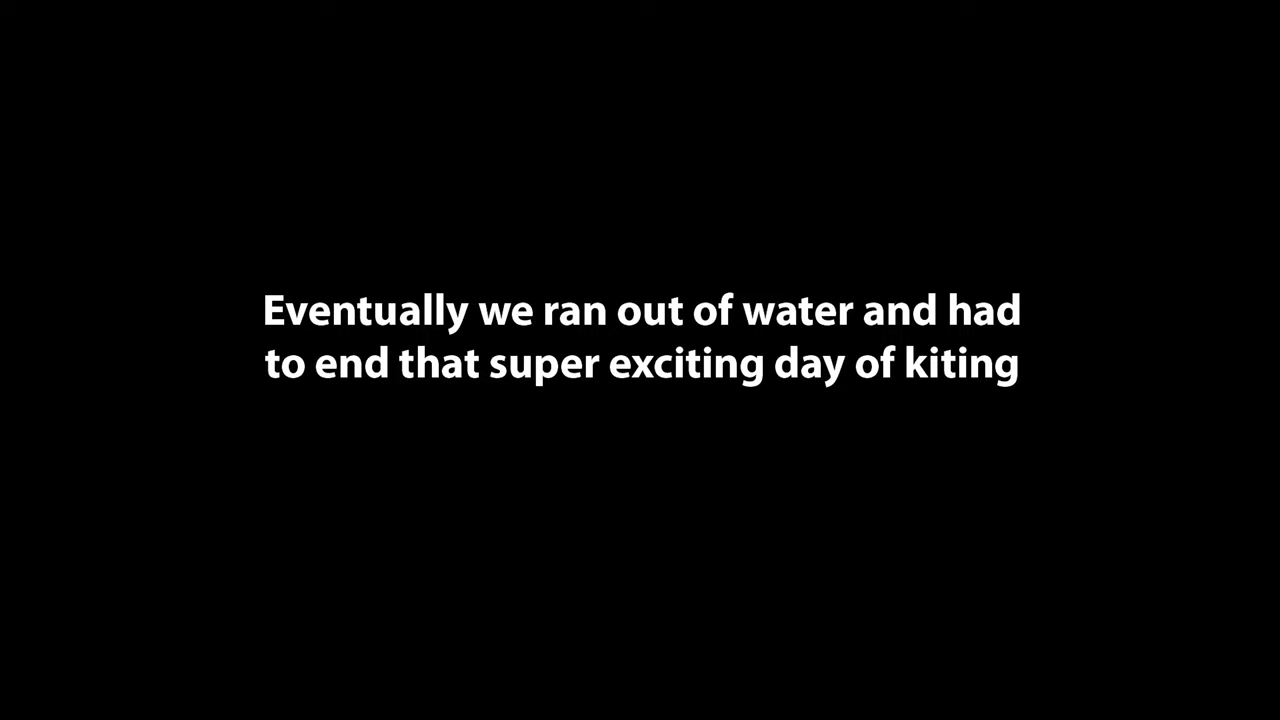 Eventually we ran out of water and had
to end that super exciting day of kiting